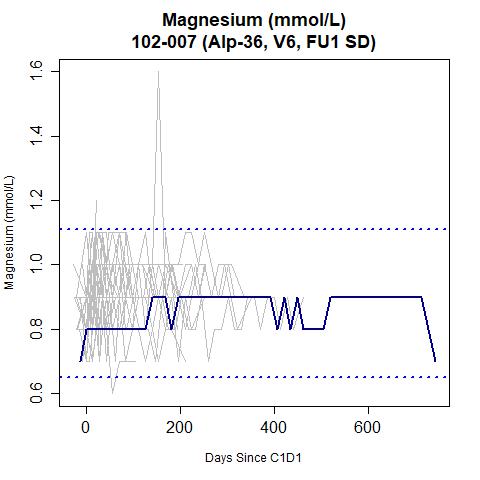 Magnesium (mmol/L)
102-007 (Alp-36, V6, FU1 SD)
Magnesium (mmol/L)
1.6
1.4
1.2
1.0
0.8
0.6
0
200
400
600
Days Since C1D1